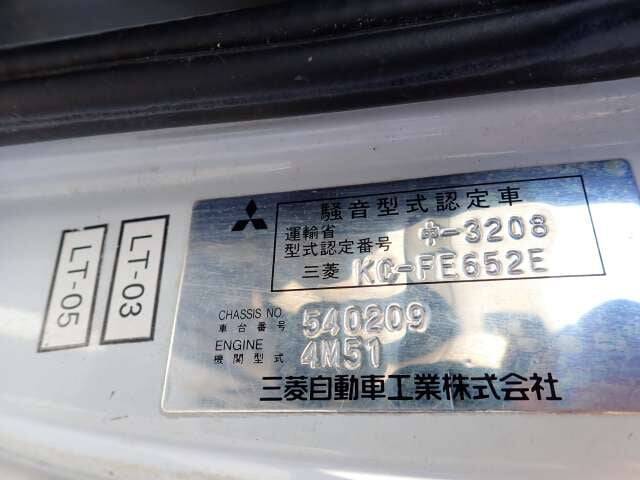 騒音型式認定車
運輸省
型式認定番号 キ-3208
三菱 KC-FE652E
CHASSIS NO.
車台番号 540209
ENGINE
機関型式 4M51
三菱自動車工業株式会社
LT-03
LT-05